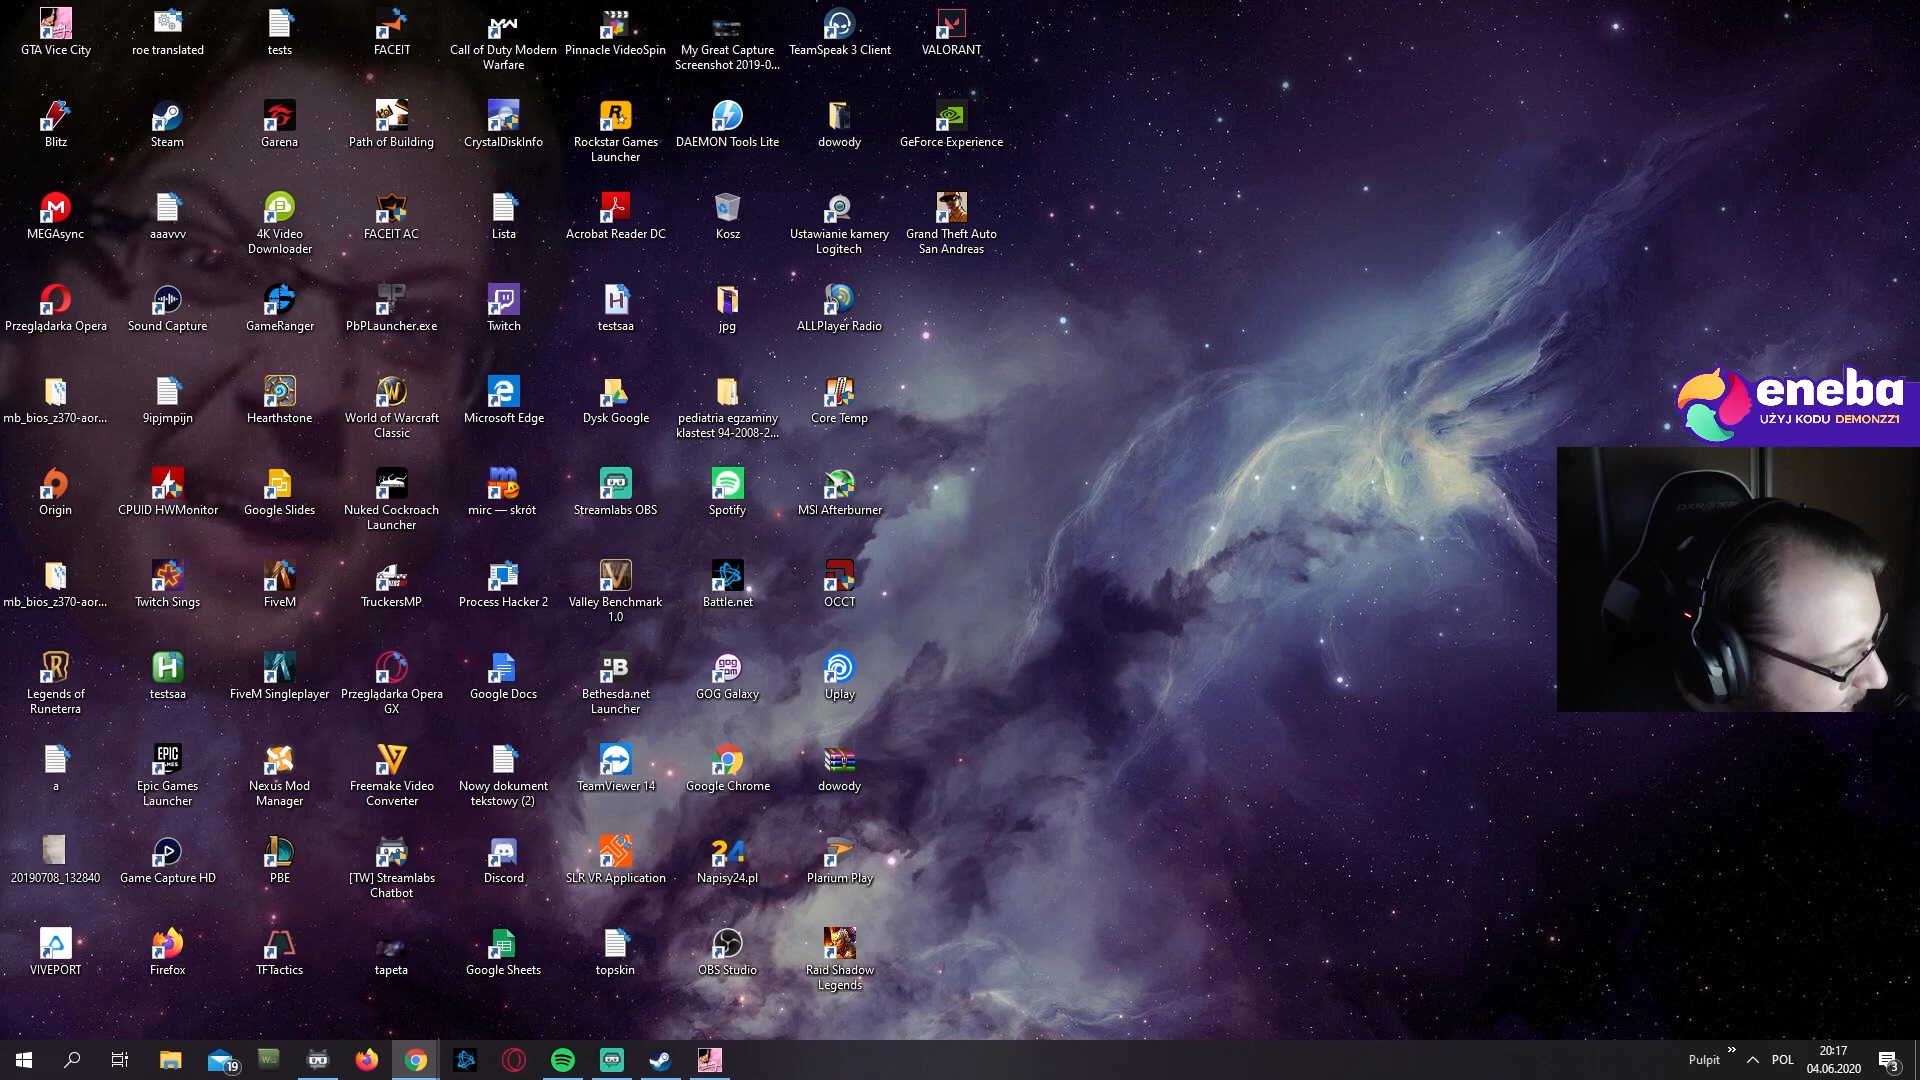 GTA Vice City
roe translated
tests
FACEIT
Call of Duty Modern
Warfare
Pinnacle VideoSpin
My Great Capture
Screenshot 2019-0...
TeamSpeak 3 Client
VALORANT
Blitz
Steam
Garena
Path of Building
CrystalDiskInfo
Rockstar Games
Launcher
DAEMON Tools Lite
dowody
GeForce Experience
MEGAsync
aaavvv
4K Video
Downloader
FACEIT AC
Lista
Acrobat Reader DC
Kosz
Ustawianie kamery
Logitech
Grand Theft Auto
San Andreas
Przeglądarka Opera
Sound Capture
GameRanger
PbPLauncher.exe
Twitch
testsaa
jpg
ALLPlayer Radio
mb_bios_z370-aor...
9ipjmpijn
Hearthstone
World of Warcraft
Classic
Microsoft Edge
Dysk Google
pediatria egzaminy
klastest 94-2008-2...
Core Temp
eneba
UŻYJ KODU DEMONZZ1
Origin
CPUID HWMonitor
Google Slides
Nuked Cockroach
Launcher
mirc — skrót
Streamlabs OBS
Spotify
MSI Afterburner
DXRACER
mb_bios_z370-aor...
Twitch Sings
FiveM
TruckersMP
Process Hacker 2
Valley Benchmark
1.0
Battle.net
OCCT
Legends of
Runeterra
testsaa
FiveM Singleplayer
Przeglądarka Opera
GX
Google Docs
Bethesda.net
Launcher
GOG Galaxy
Uplay
a
Epic Games
Launcher
Nexus Mod
Manager
Freemake Video
Converter
Nowy dokument
tekstowy (2)
TeamViewer 14
Google Chrome
dowody
20190708_132840
Game Capture HD
PBE
[TW] Streamlabs
Chatbot
Discord
SLR VR Application
Napisy24.pl
Plarium Play
VIVEPORT
Firefox
TFTactics
tapeta
Google Sheets
topskin
OBS Studio
Raid Shadow
Legends
19
Pulpit
POL
20:17
04.06.2020
3